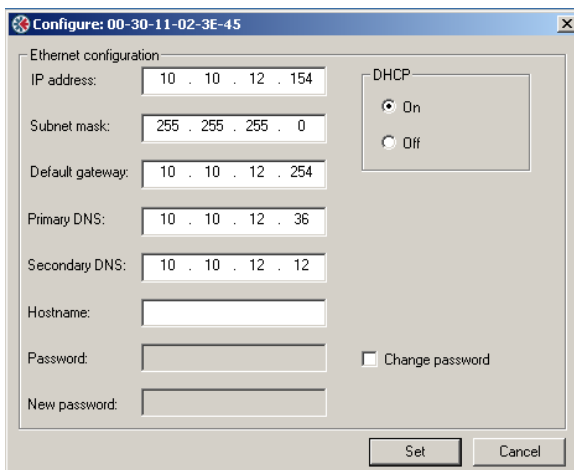 Configure: 00-30-11-02-3E-45
Ethernet configuration
IP address: 10 . 10 . 12 . 154
DHCP
On
Subnet mask: 255 . 255 . 255 . 0
Off
Default gateway: 10 . 10 . 12 . 254
Primary DNS: 10 . 10 . 12 . 36
Secondary DNS: 10 . 10 . 12 . 12
Hostname:
Password:
Change password
New password:
Set Cancel